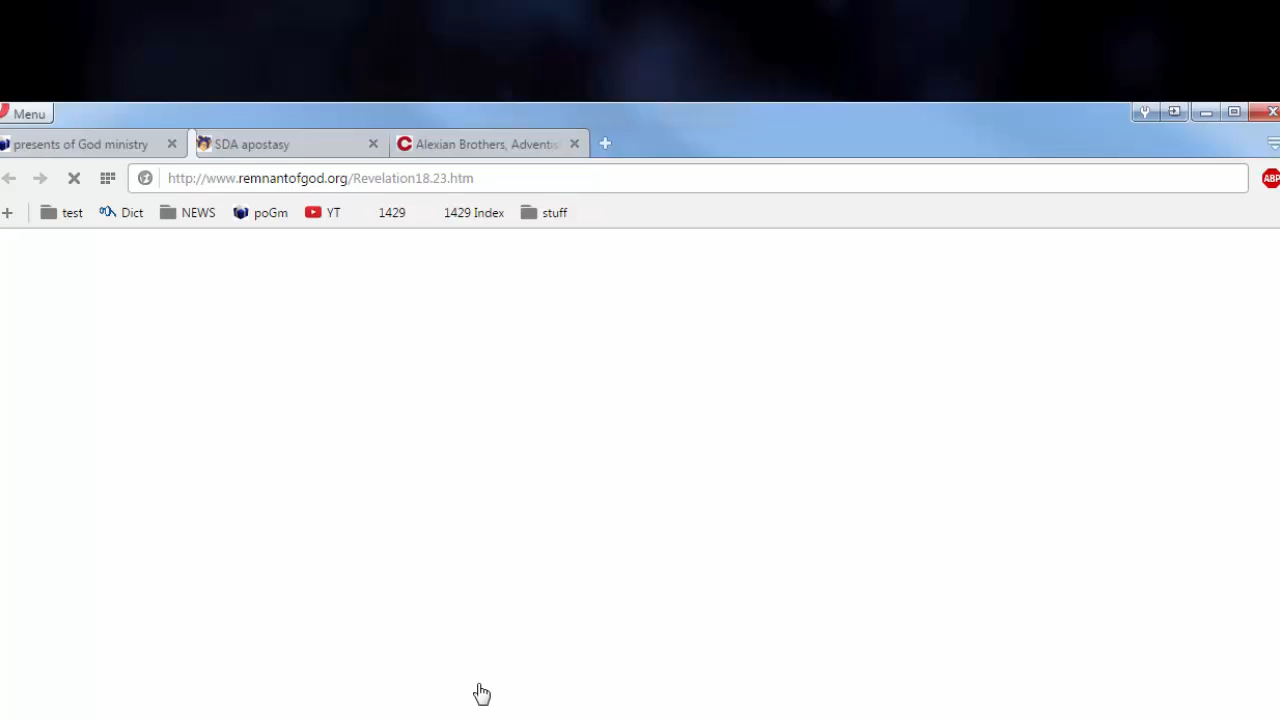 Menu
presents of God ministry SDA apostasy Alexian Brothers, Adventis
http://www.remnantofgod.org/Revelation18.23.htm ABP
test Dict NEWS poGm YT 1429 1429 Index stuff